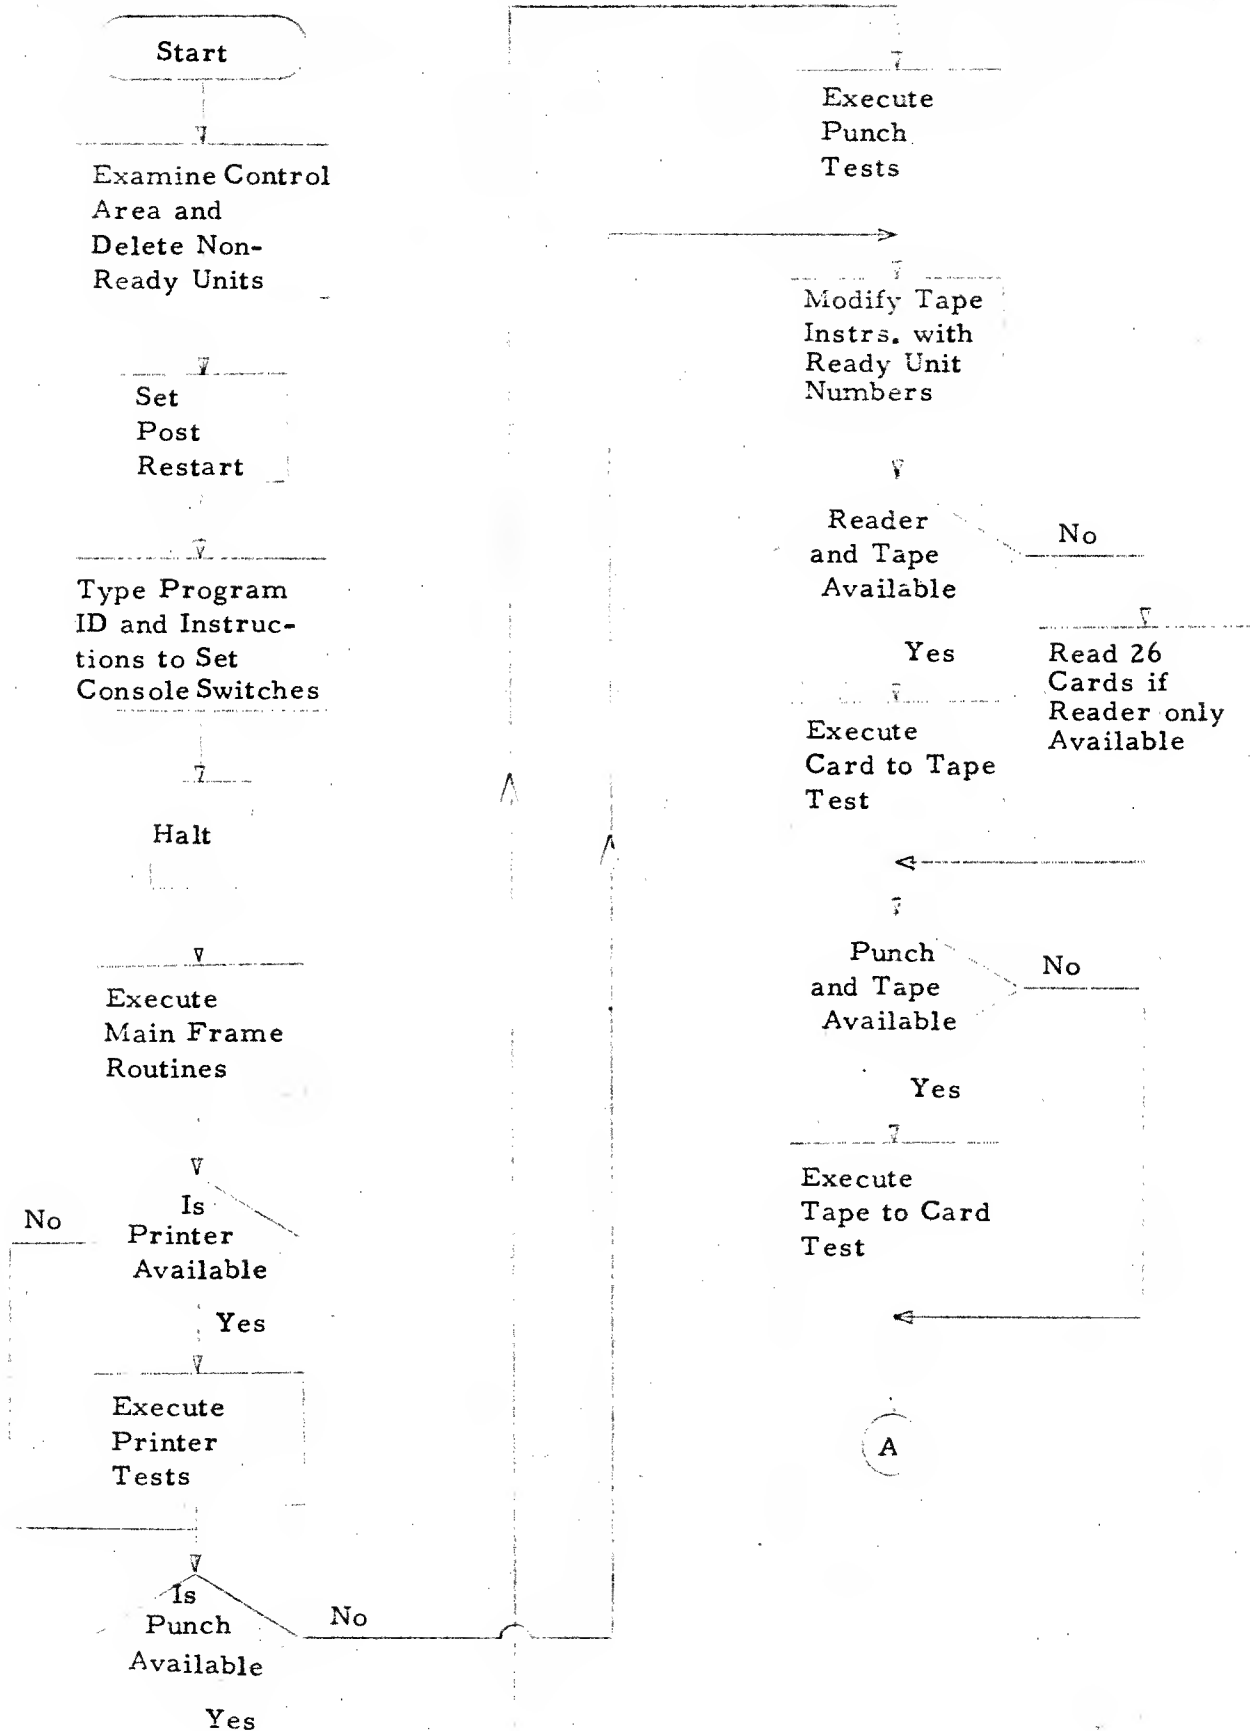 Start
Examine Control
Area and
Delete Non-
Ready Units
Set
Post
Restart
Type Program
ID and Instruc-
tions to Set
Console Switches
Halt
Execute
Main Frame
Routines
Is
Printer
Available
No
Yes
Execute
Printer
Tests
Is
Punch
Available
No
Yes
Execute
Punch
Tests
Modify Tape
Instrs. with
Ready Unit
Numbers
Reader
and Tape
Available
No
Yes
Read 26
Cards if
Reader only
Available
Execute
Card to Tape
Test
Punch
and Tape
Available
No
Yes
Execute
Tape to Card
Test
A